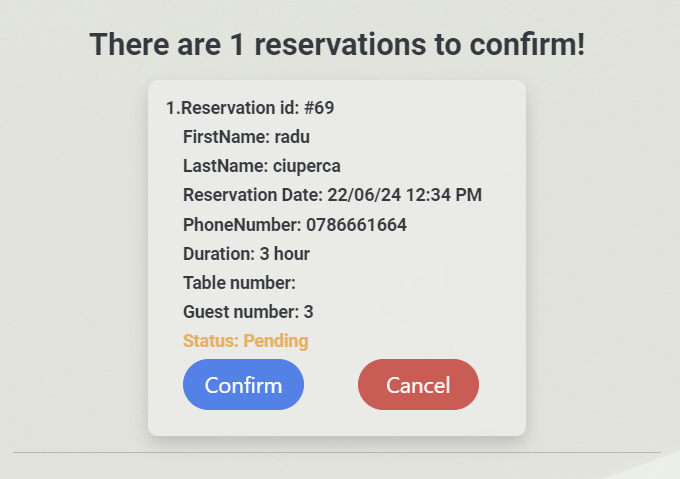 There are 1 reservations to confirm!
1.Reservation id: #69
FirstName: radu
LastName: ciuperca
Reservation Date: 22/06/24 12:34 PM
PhoneNumber: 0786661664
Duration: 3 hour
Table number:
Guest number: 3
Status: Pending
Confirm Cancel